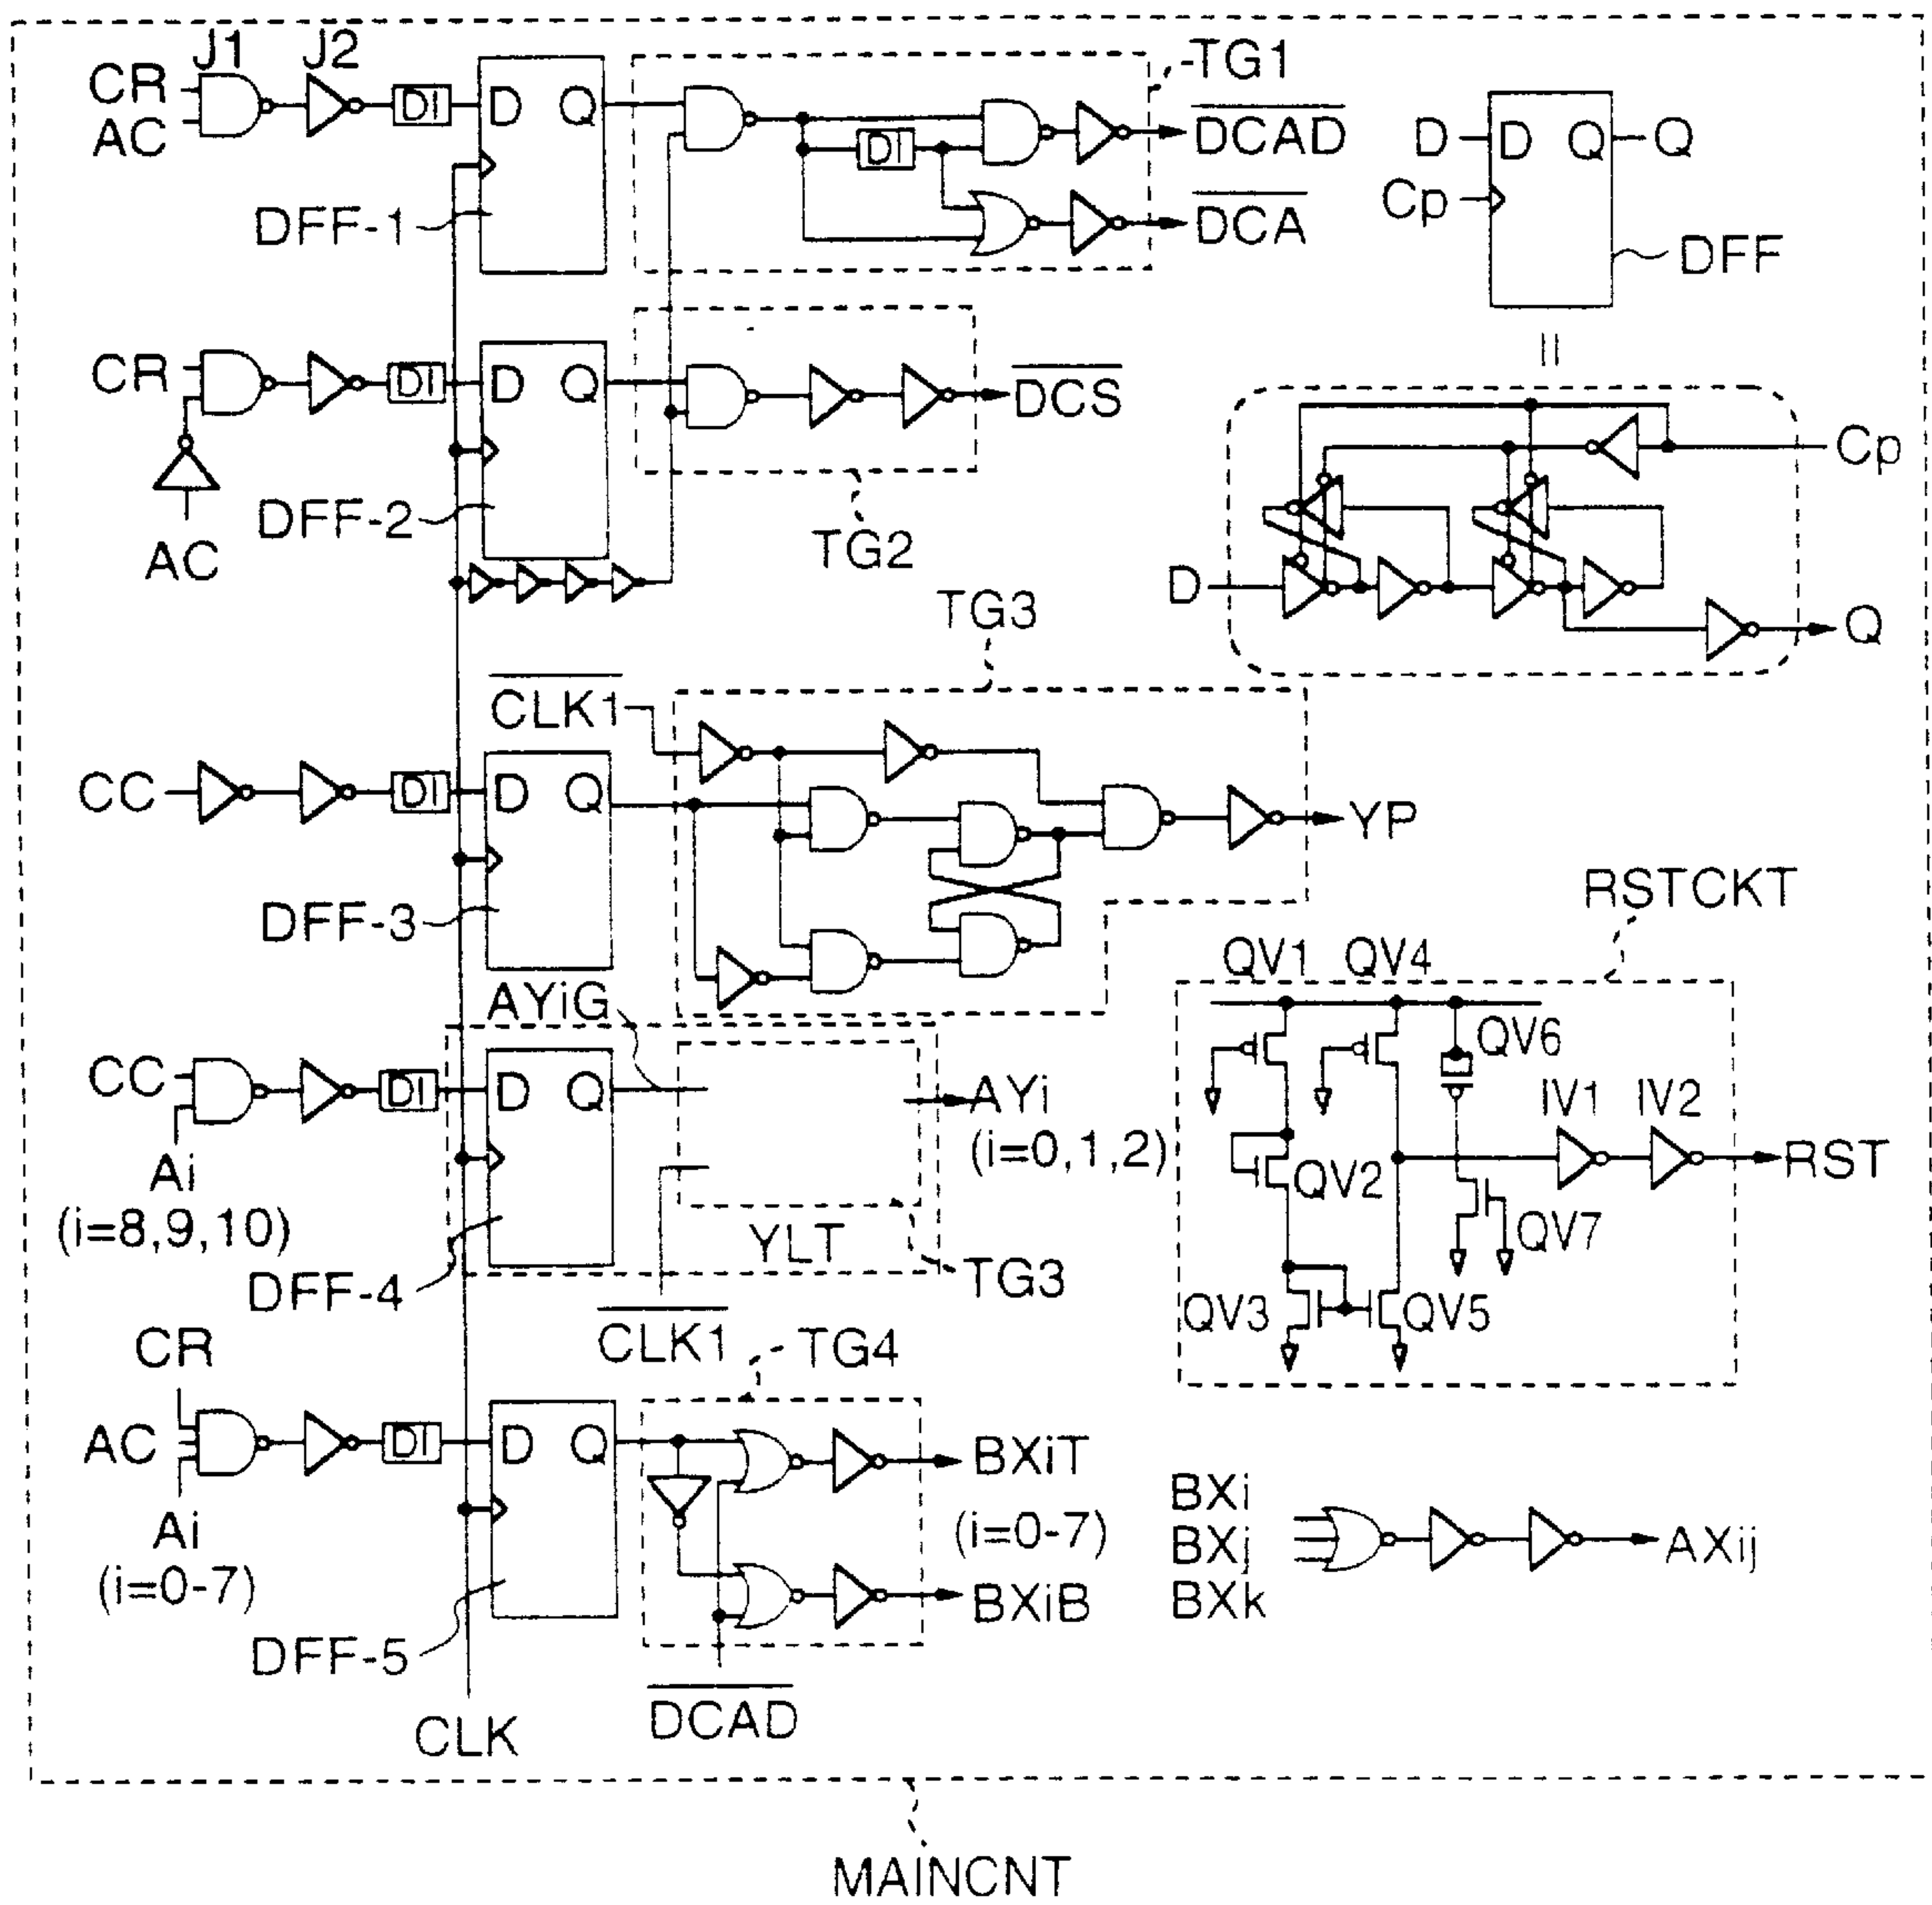 J1 J2
CR
AC
DI
D Q
DFF-1
TG1
DI
DCAD
DCA
D D Q Q
Cp
DFF
CR
AC
DI
D Q
DFF-2
DCS
TG2
=
Cp
D
Q
TG3
CLK1
CC
DI
D Q
DFF-3
YP
RSTCKT
QV1 QV4
QV6
IV1 IV2
QV2
RST
QV7
QV3
QV5
AYiG
CC
Ai
(i=8,9,10)
DI
D Q
DFF-4
AYi
(i=0,1,2)
YLT
TG3
CLK1
CR
AC
Ai
(i=0-7)
DI
D Q
DFF-5
TG4
BXiT
(i=0-7)
BXiB
DCAD
CLK
BXi
BXj
BXk
AXij
MAINCNT